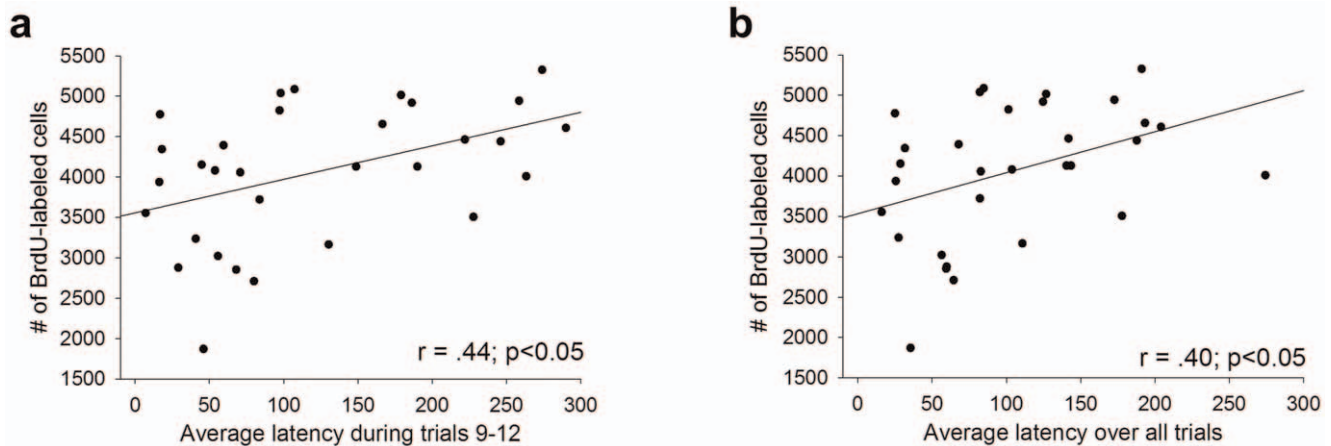 a
# of BrdU-labeled cells
5500
5000
4500
4000
3500
3000
2500
2000
1500
r = .44; p<0.05
0 50 100 150 200 250 300
Average latency during trials 9-12
b
# of BrdU-labeled cells
5500
5000
4500
4000
3500
3000
2500
2000
1500
r = .40; p<0.05
0 50 100 150 200 250 300
Average latency over all trials